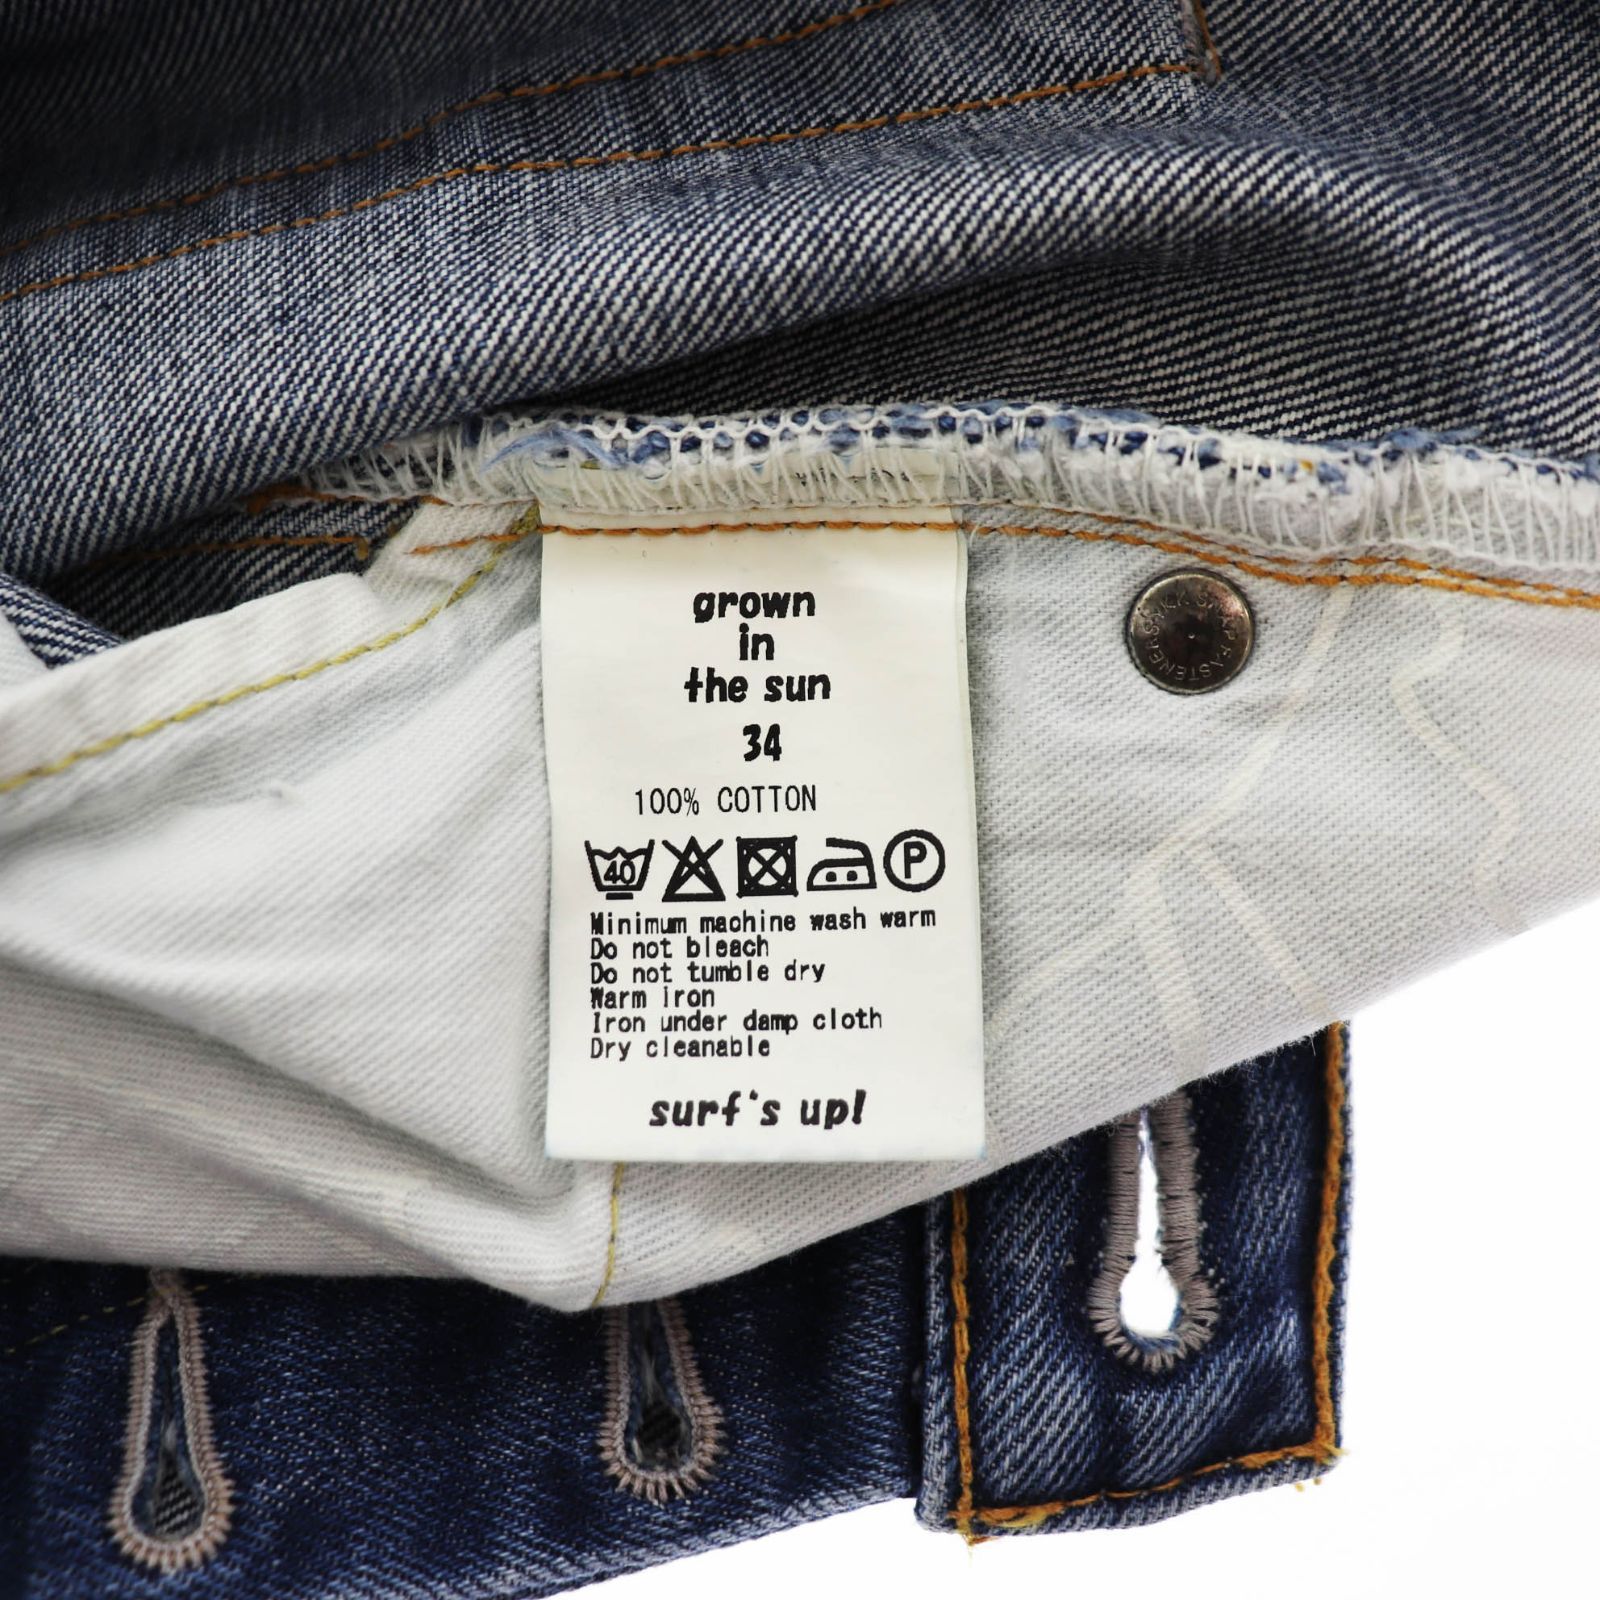 grown
in
the sun
34
100% COTTON
40 P
Minimum machine wash warm
Do not bleach
Do not tumble dry
Warm iron
Iron under damp cloth
Dry cleanable
surf's up!
FASTENERS